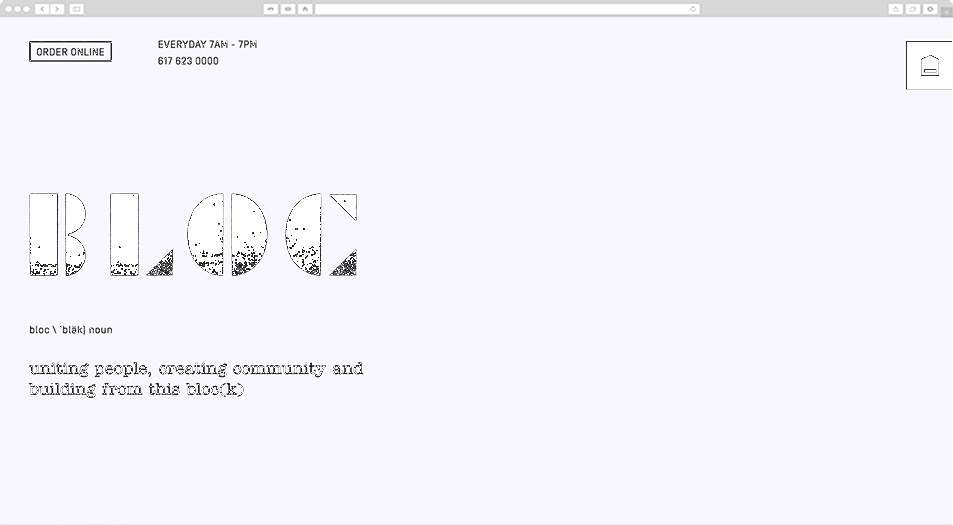 ORDER ONLINE
EVERYDAY 7AM - 7PM
617 623 0000
BLOC
bloc \ ˈbläk] noun
uniting people, creating community and
building from this bloc(k)